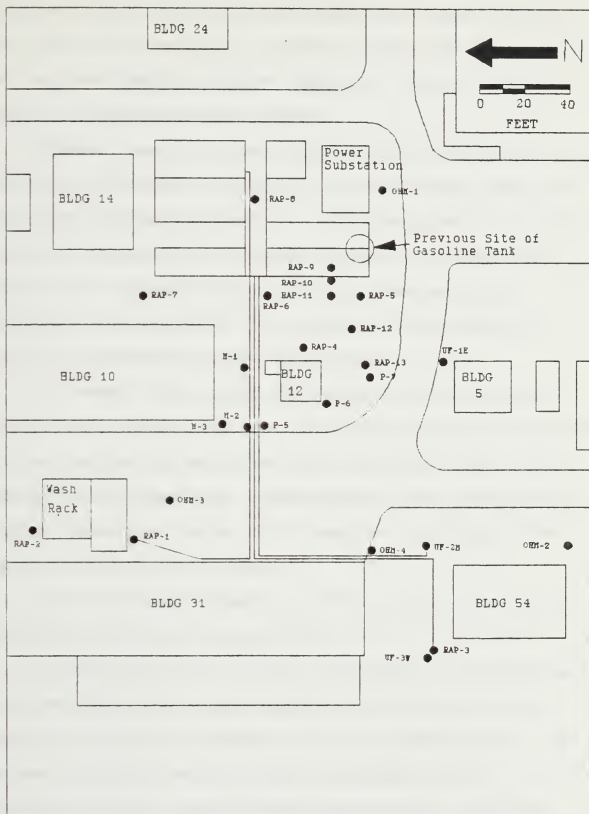 BLDG 24
N
0 20 40
FEET
Power
Substation
OHM-1
BLDG 14
RAP-8
Previous Site of
Gasoline Tank
RAP-9
RAP-10
RAP-7
RAP-6
RAP-11
RAP-5
RAP-12
RAP-4
UF-1E
M-1
RAP-13
BLDG 10
BLDG
12
P-7
BLDG
5
P-6
M-2
M-3
P-5
Wash
Rack
OHM-3
RAP-2
RAP-1
OHM-4
UF-2M
OHM-2
BLDG 31
BLDG 54
RAP-3
UF-3W